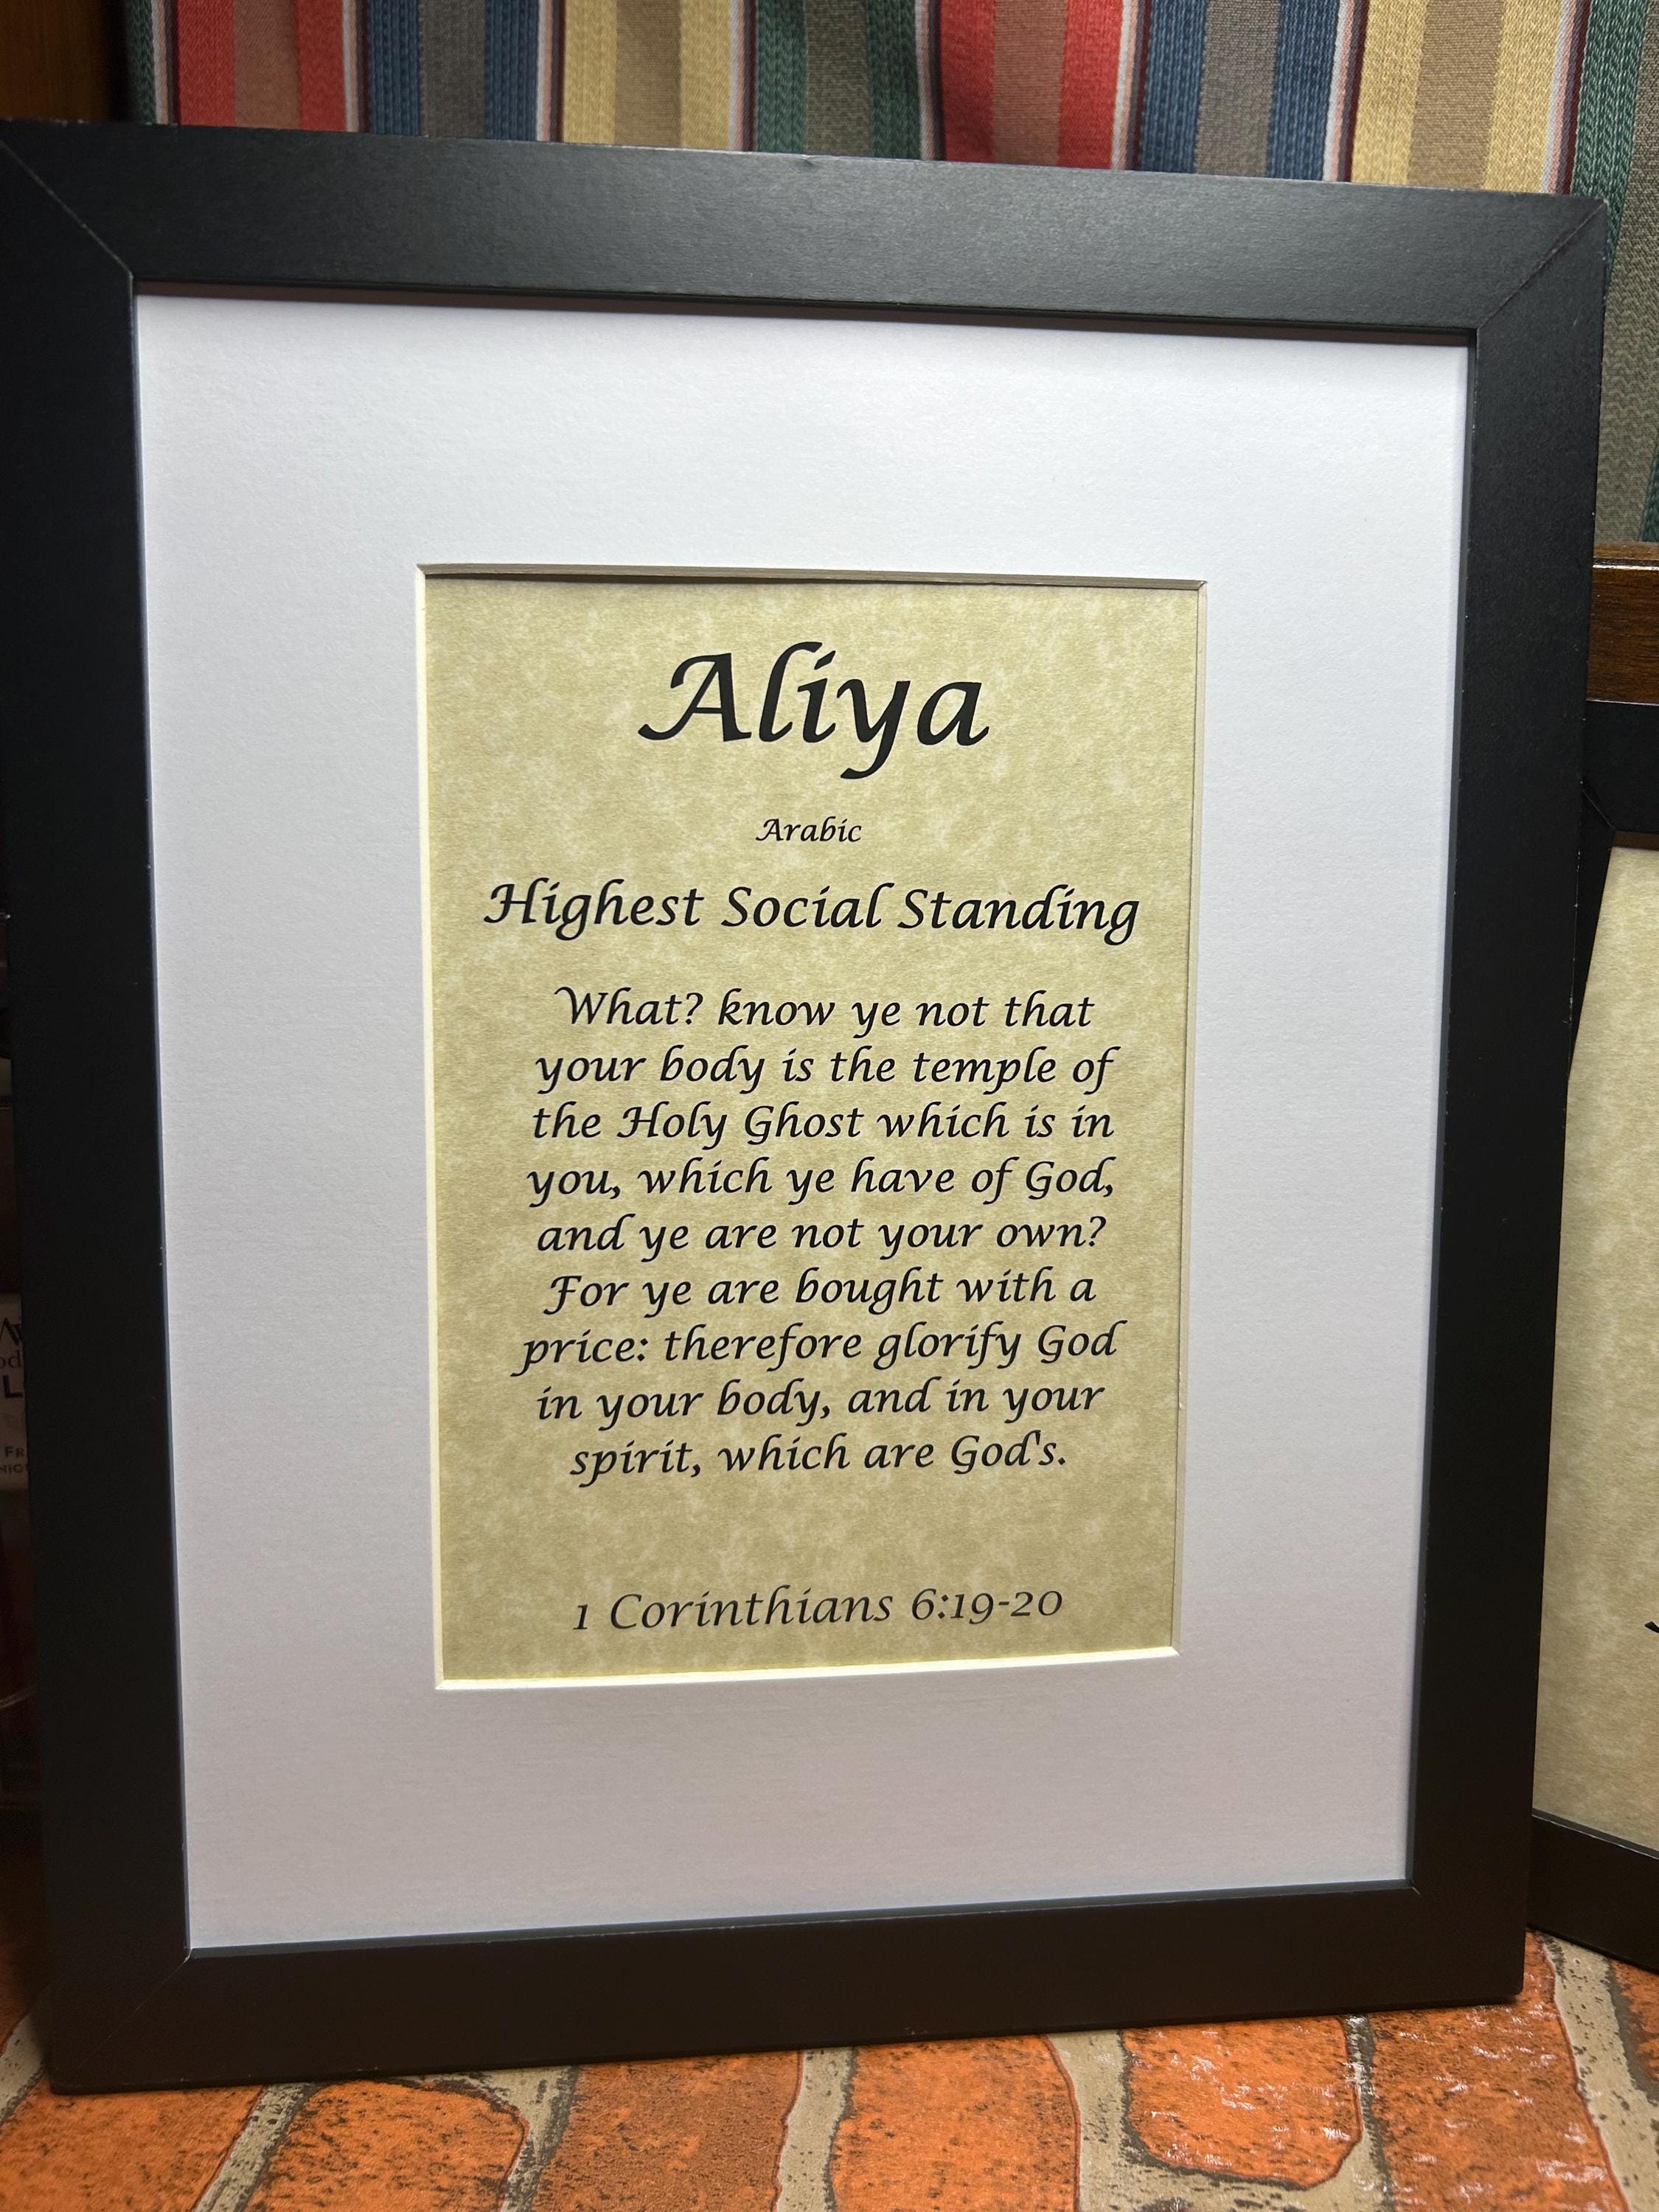 Aliya
Arabic
Highest Social Standing
What? know ye not that
your body is the temple of
the Holy Ghost which is in
you, which ye have of God,
and ye are not your own?
For ye are bought with a
price: therefore glorify God
in your body, and in your
spirit, which are God's.
1 Corinthians 6:19-20